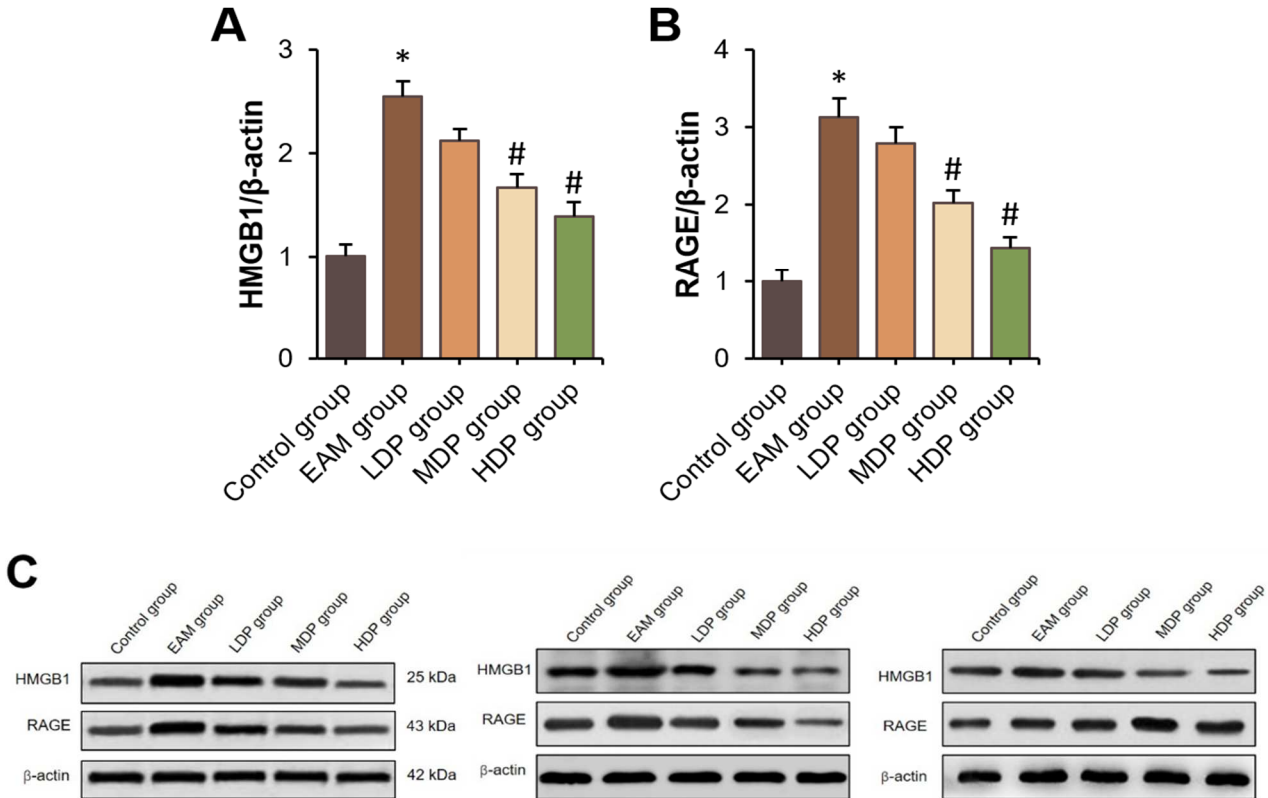 A
HMGB1/β-actin
3
2
1
0
*
#
#
Control group
EAM group
LDP group
MDP group
HDP group
B
RAGE/β-actin
4
3
2
1
0
*
#
#
Control group
EAM group
LDP group
MDP group
HDP group
C
Control group
EAM group
LDP group
MDP group
HDP group
HMGB1
25 kDa
RAGE
43 kDa
β-actin
42 kDa
Control group
EAM group
LDP group
MDP group
HDP group
HMGB1
RAGE
β-actin
Control group
EAM group
LDP group
MDP group
HDP group
HMGB1
RAGE
β-actin